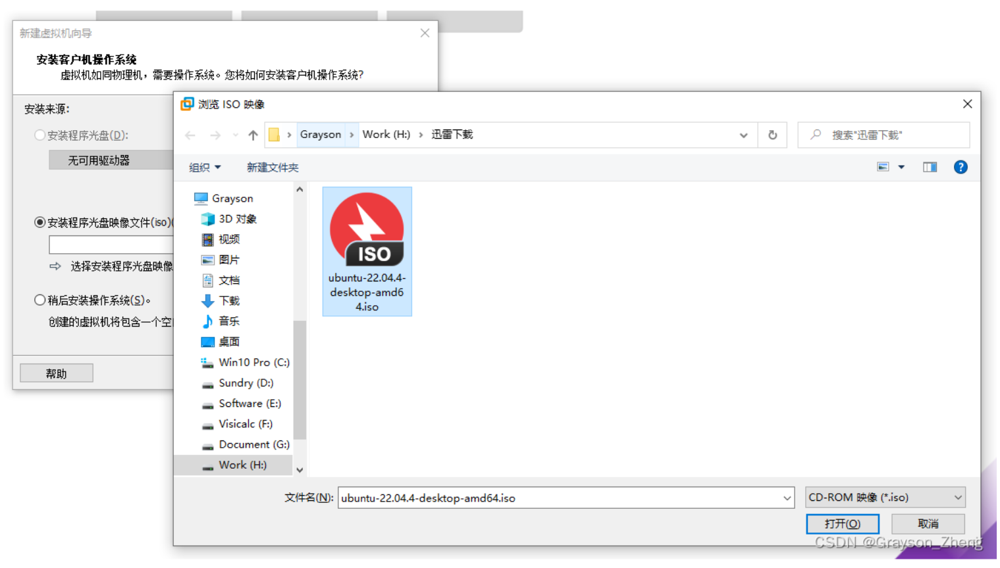 新建虚拟机向导
安装客户机操作系统
虚拟机如同物理机，需要操作系统。您将如何安装客户机操作系统?
安装来源:
安装程序光盘(D):
无可用驱动器
安装程序光盘映像文件(iso)(
选择安装程序光盘映像
稍后安装操作系统(S)。
创建的虚拟机将包含一个空
帮助
浏览 ISO 映像
Grayson › Work (H:) › 迅雷下载
搜索"迅雷下载"
组织 新建文件夹
Grayson
3D 对象
视频
图片
文档
下载
音乐
桌面
Win10 Pro (C:)
Sundry (D:)
Software (E:)
Visicalc (F:)
Document (G:)
Work (H:)
ISO
ubuntu-22.04.4-
desktop-amd6
4.iso
文件名(N): ubuntu-22.04.4-desktop-amd64.iso
CD-ROM 映像 (*.iso)
打开(O) 取消
CSDN @Grayson_Zheng